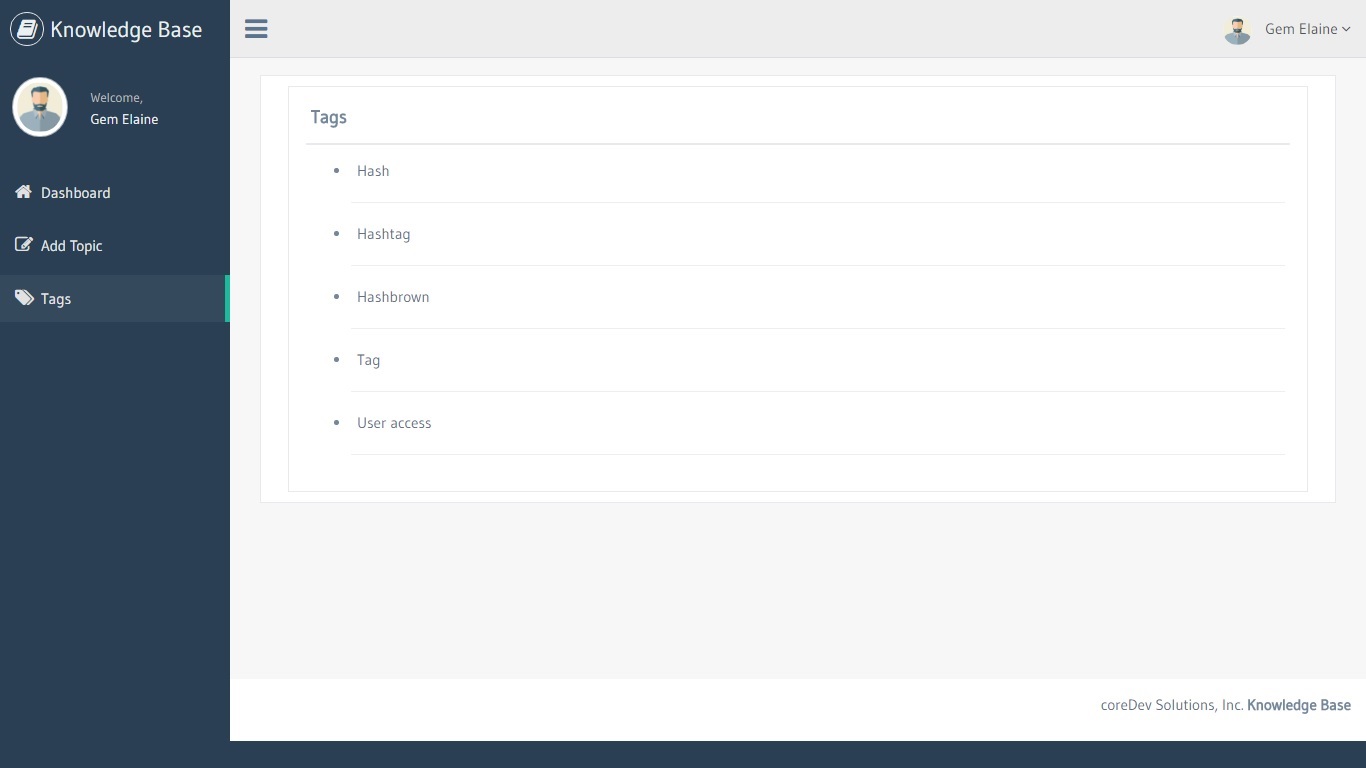 Knowledge Base
Gem Elaine
Welcome,
Gem Elaine
Dashboard
Add Topic
Tags
Tags
Hash
Hashtag
Hashbrown
Tag
User access
coreDev Solutions, Inc. Knowledge Base